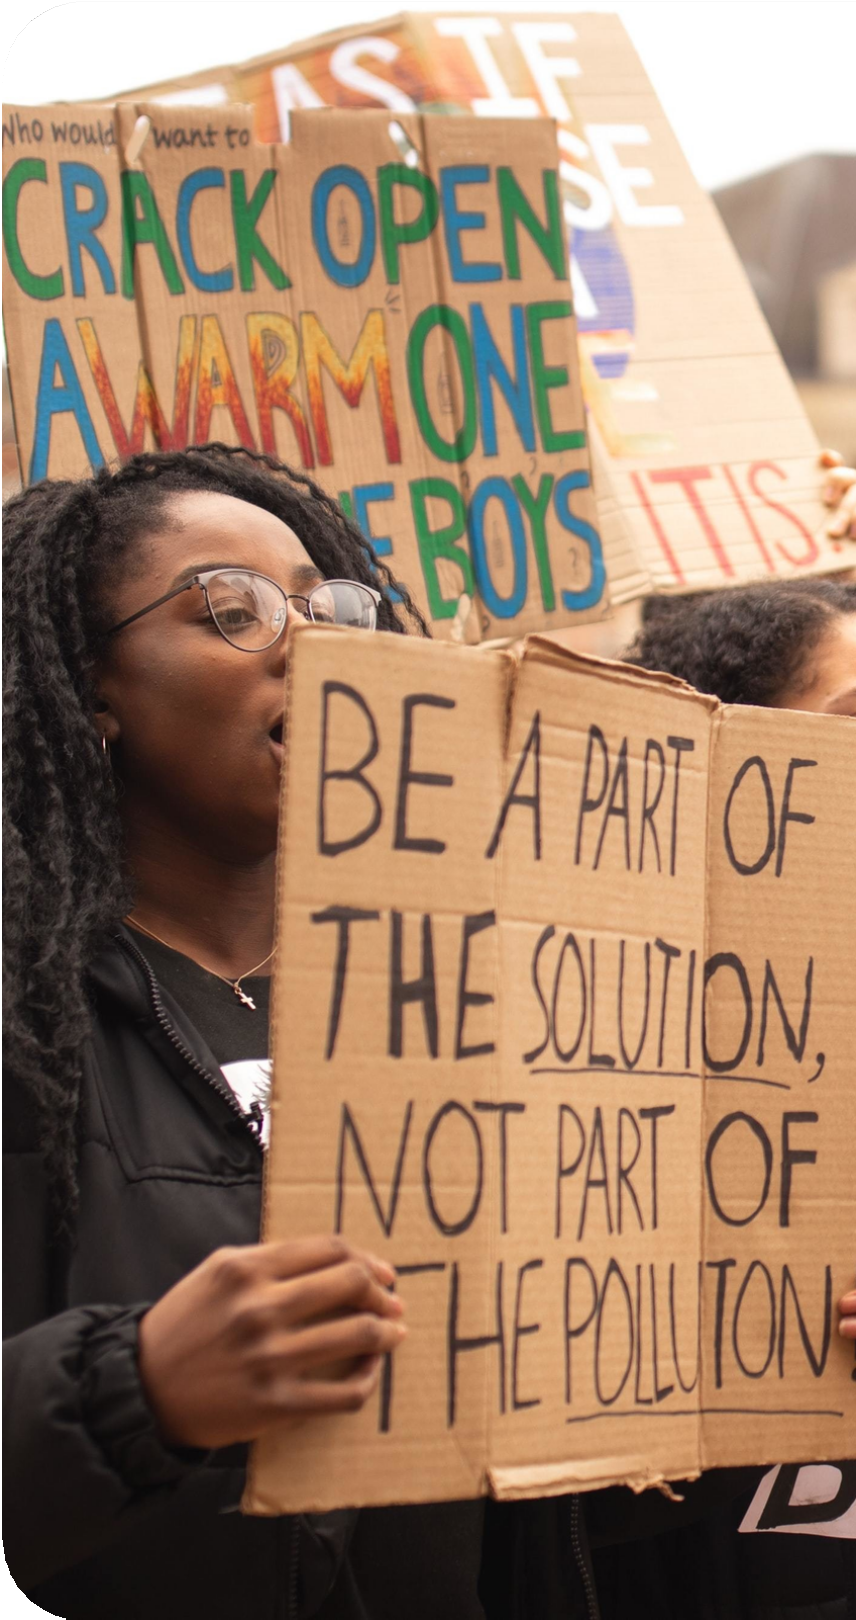 Who would want to
CRACK OPEN
A WARM ONE
BOYS?
AS IF
SE
IT IS.
BE A PART OF
THE SOLUTION,
NOT PART OF
THE POLLUTON